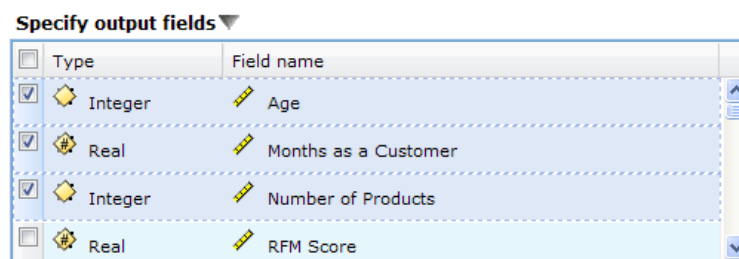 Specify output fields
Type Field name
Integer Age
Real Months as a Customer
Integer Number of Products
Real RFM Score